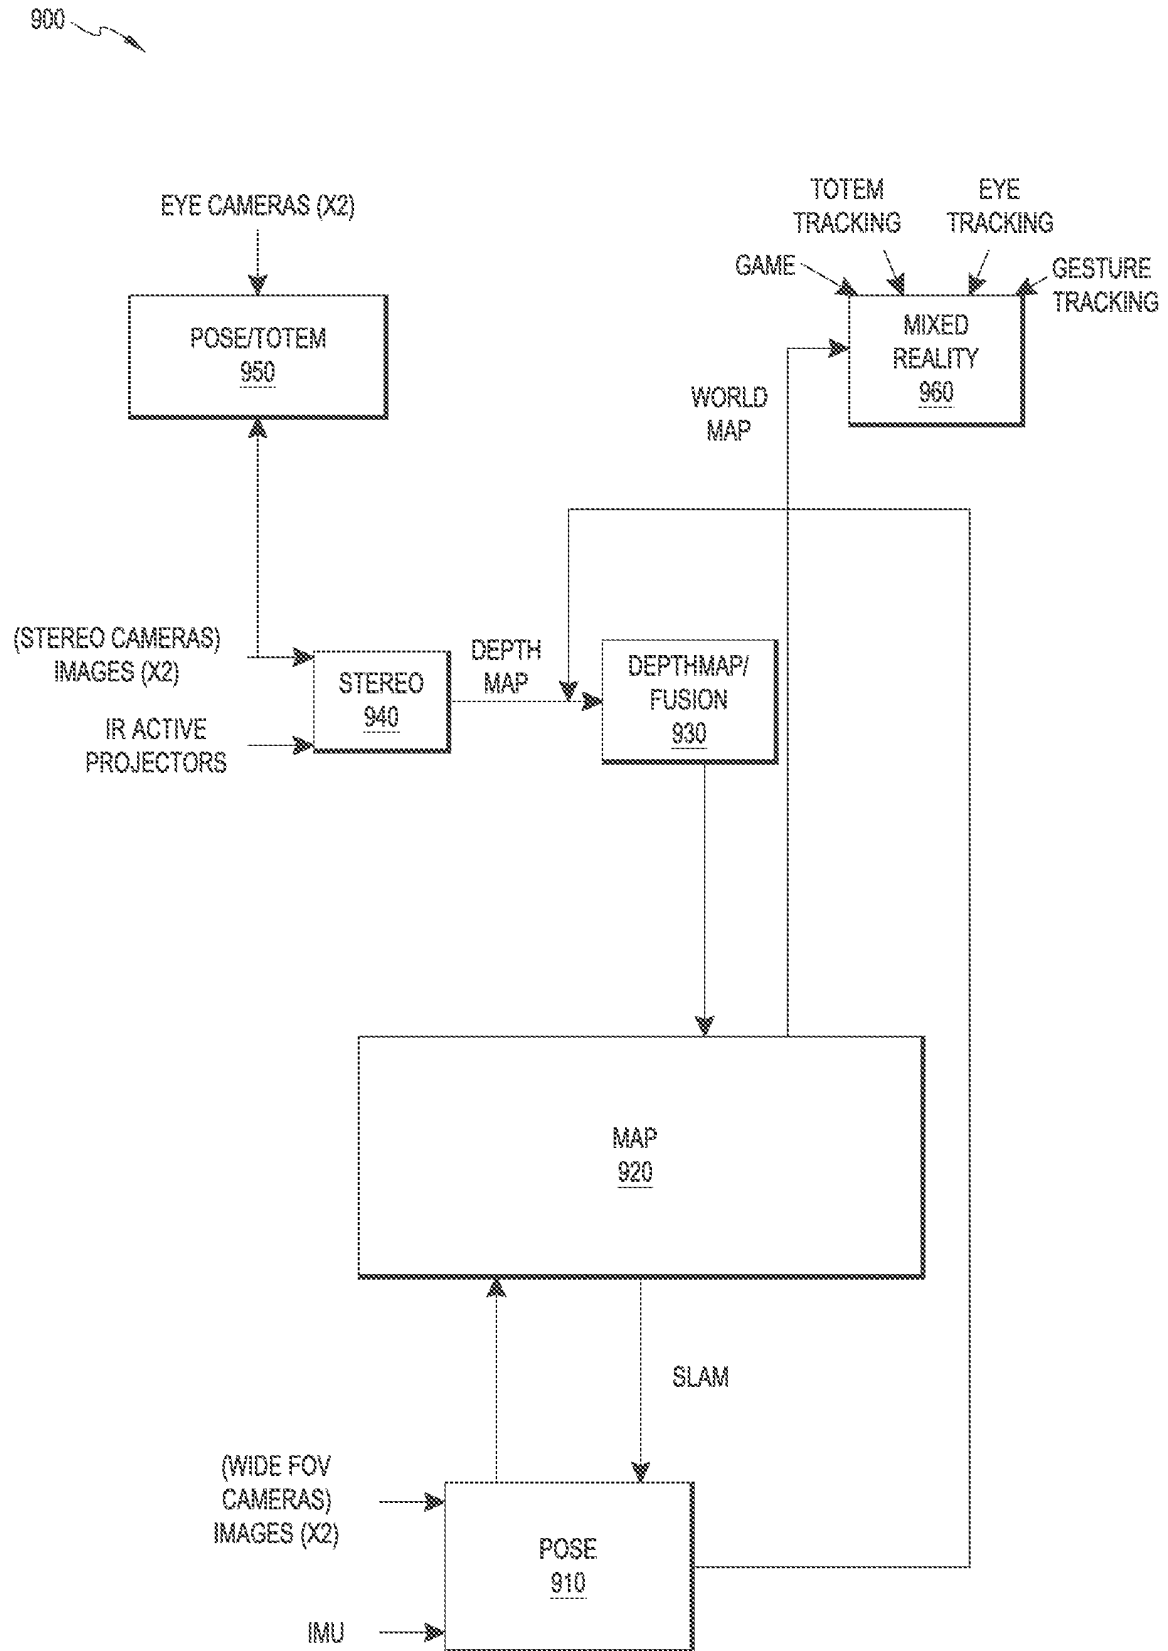 900
EYE CAMERAS (X2)
POSE/TOTEM
950
TOTEM
TRACKING
EYE
TRACKING
GAME
GESTURE
TRACKING
MIXED
REALITY
960
WORLD
MAP
(STEREO CAMERAS)
IMAGES (X2)
IR ACTIVE
PROJECTORS
STEREO
940
DEPTH
MAP
DEPTHMAP/
FUSION
930
MAP
920
SLAM
(WIDE FOV
CAMERAS)
IMAGES (X2)
IMU
POSE
910